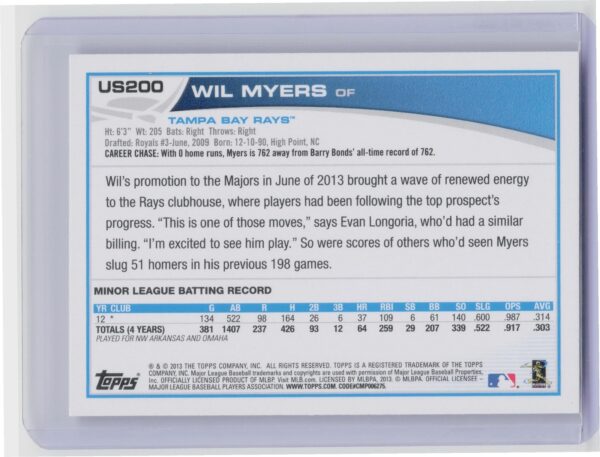 US200 WIL MYERS OF
TAMPA BAY RAYS™
Ht: 6'3" Wt: 205 Bats: Right Throws: Right
Drafted: Royals #3-June, 2009 Born: 12-10-90, High Point, NC
CAREER CHASE: With 0 home runs, Myers is 762 away from Barry Bonds' all-time record of 762.
Wil's promotion to the Majors in June of 2013 brought a wave of renewed energy
to the Rays clubhouse, where players had been following the top prospect's
progress. "This is one of those moves," says Evan Longoria, who'd had a similar
billing. "I'm excited to see him play." So were scores of others who'd seen Myers
slug 51 homers in his previous 198 games.
MINOR LEAGUE BATTING RECORD
YR CLUB G AB R H 2B 3B HR RBI SB BB SO SLG OPS AVG
12 * 134 522 98 164 26 6 37 109 6 61 140 .600 .987 .314
TOTALS (4 YEARS) 381 1407 237 426 93 12 64 259 29 207 339 .522 .917 .303
PLAYED FOR NW ARKANSAS AND OMAHA
® & © 2013 THE TOPPS COMPANY, INC. ALL RIGHTS RESERVED. TOPPS IS A REGISTERED TRADEMARK OF THE TOPPS
COMPANY, INC. Major League Baseball trademarks and copyrights are used with permission of Major League Baseball Properties,
Inc. OFFICIALLY LICENSED PRODUCT OF MLBP. Visit MLB.com. LICENSED BY MLBPA, 2013. © MLBPA. OFFICIAL LICENSEE –
MAJOR LEAGUE BASEBALL PLAYERS ASSOCIATION. WWW.TOPPS.COM. CODE#CMP00627S.
Topps